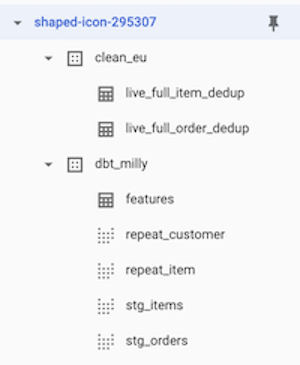 shaped-icon-295307
clean_eu
live_full_item_dedup
live_full_order_dedup
dbt_milly
features
repeat_customer
repeat_item
stg_items
stg_orders